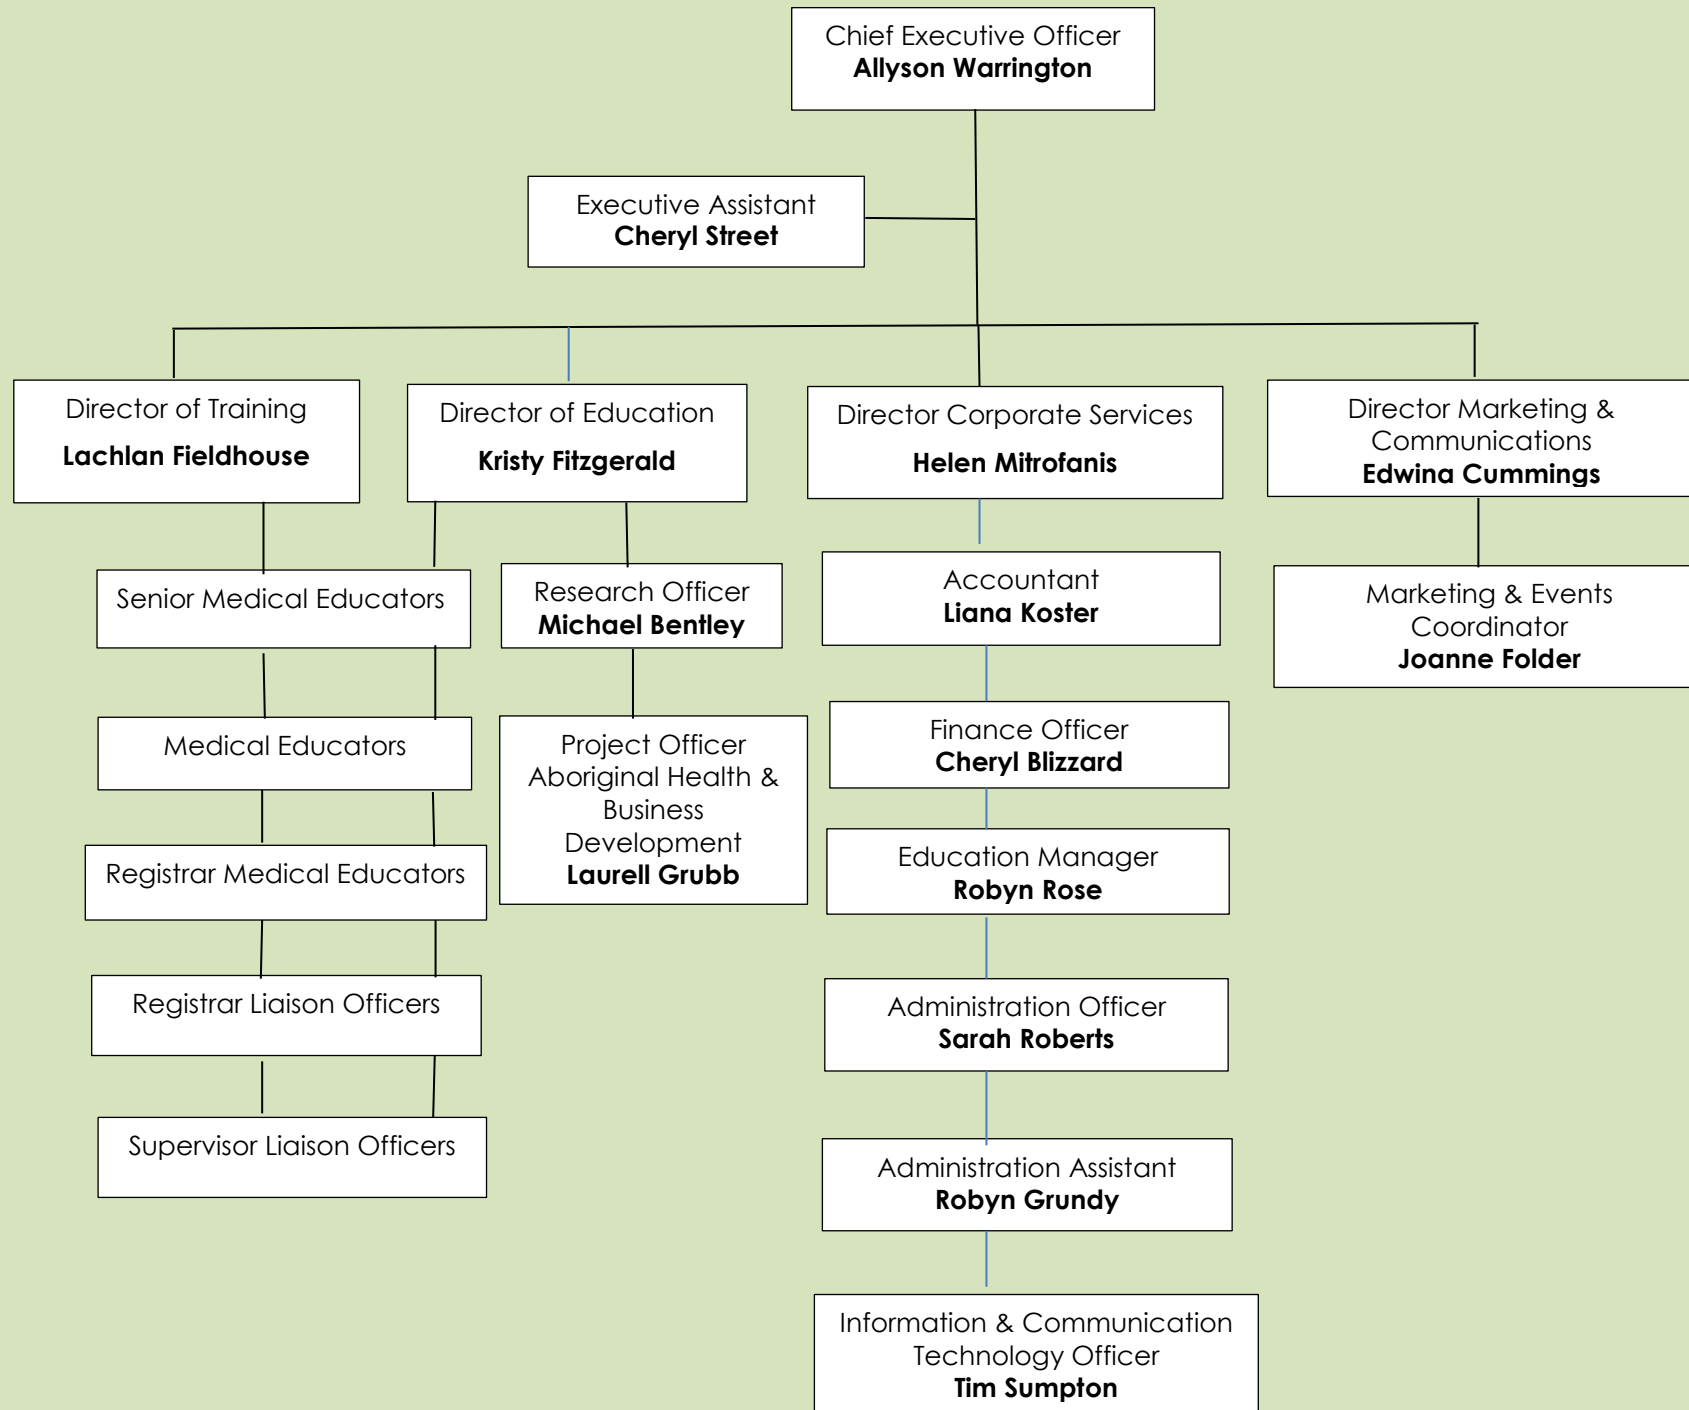 Chief Executive Officer
Allyson Warrington
Executive Assistant
Cheryl Street
Director of Training
Lachlan Fieldhouse
Director of Education
Kristy Fitzgerald
Director Corporate Services
Helen Mitrofanis
Director Marketing &
Communications
Edwina Cummings
Senior Medical Educators
Medical Educators
Registrar Medical Educators
Registrar Liaison Officers
Supervisor Liaison Officers
Research Officer
Michael Bentley
Project Officer
Aboriginal Health &
Business
Development
Laurell Grubb
Accountant
Liana Koster
Finance Officer
Cheryl Blizzard
Education Manager
Robyn Rose
Administration Officer
Sarah Roberts
Administration Assistant
Robyn Grundy
Information & Communication
Technology Officer
Tim Sumpton
Marketing & Events
Coordinator
Joanne Folder